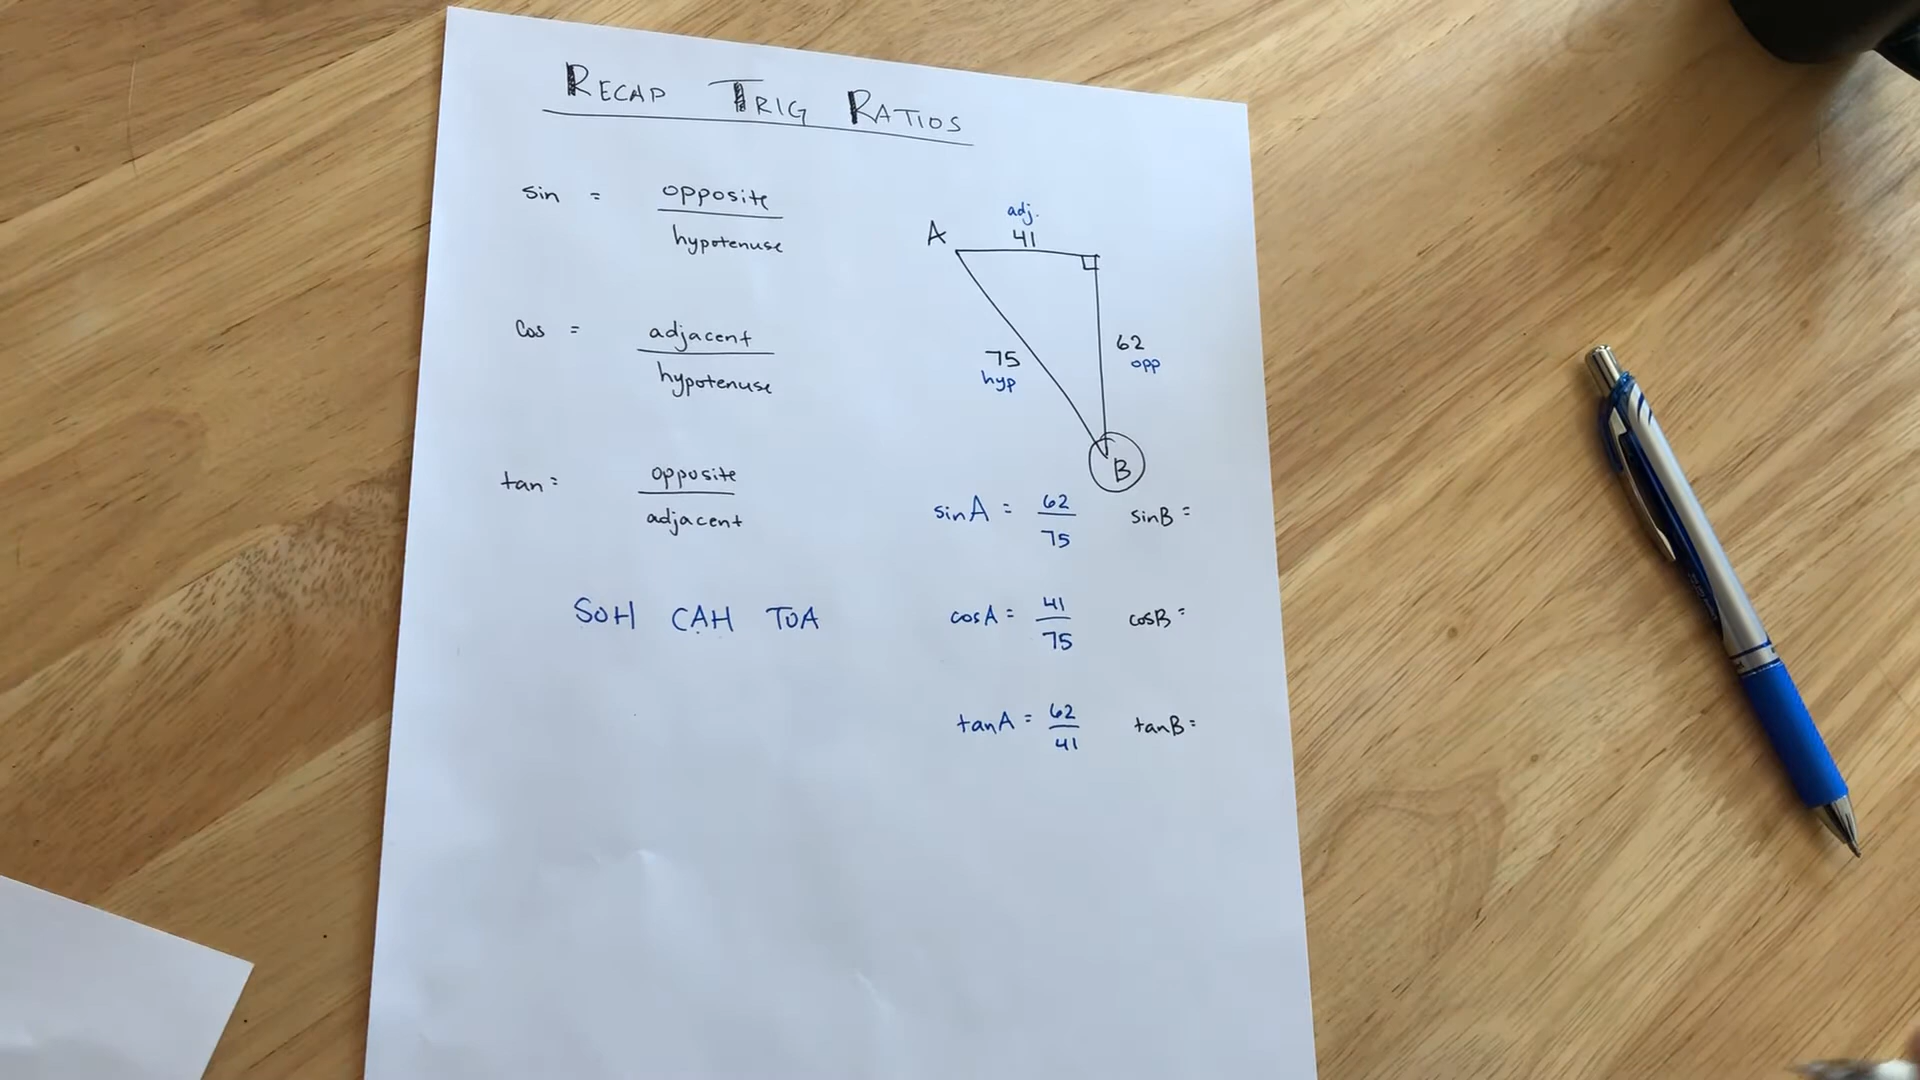 RECAP TRIG RATIOS
sin = opposite
hypotenuse
Cos = adjacent
hypotenuse
tan = opposite
adjacent
SOH CAH TOA
adj.
A 41
75
hyp
62
opp
B
sinA = 62
75
sinB =
cosA = 41
75
cosB =
tanA = 62
41
tanB =